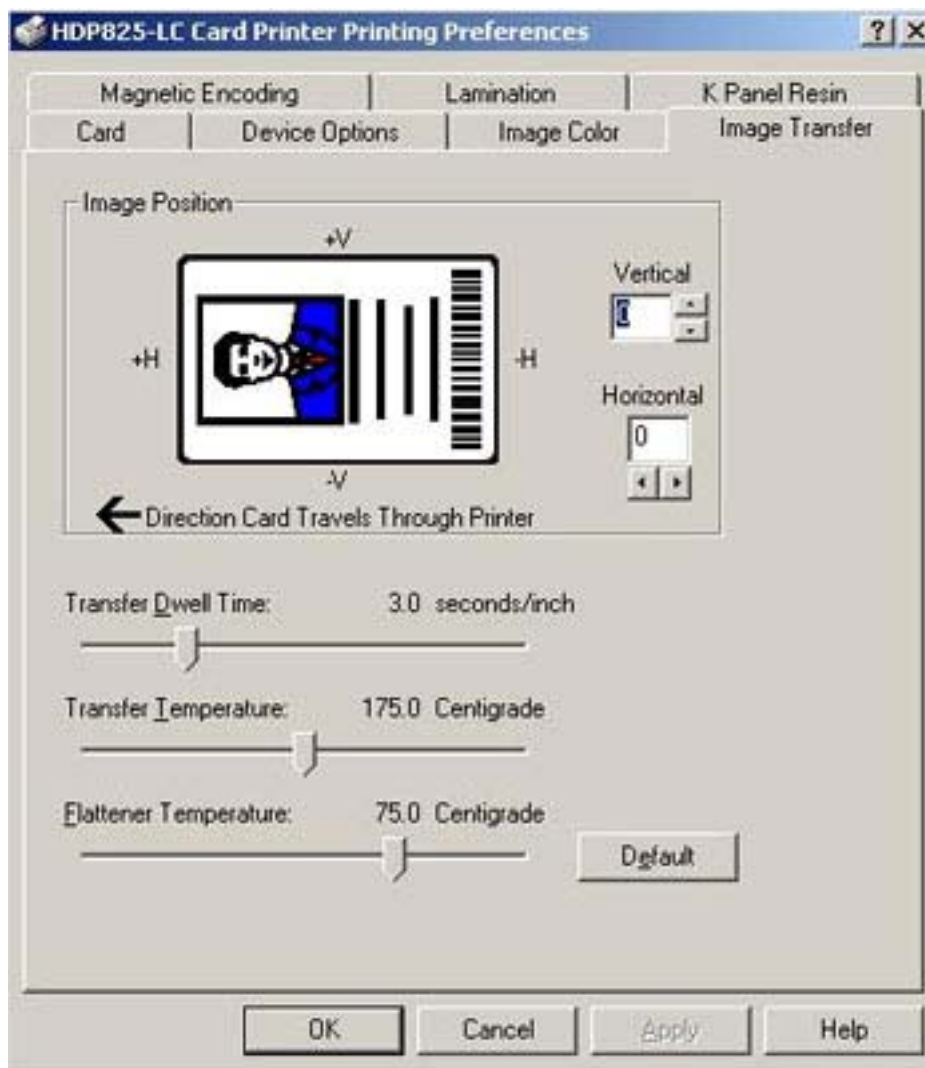 HDP825-LC Card Printer Printing Preferences
Magnetic Encoding
Lamination
K Panel Resin
Card
Device Options
Image Color
Image Transfer
Image Position
+V
Vertical
0
+H
-H
Horizontal
0
-V
Direction Card Travels Through Printer
Transfer Dwell Time: 3.0 seconds/inch
Transfer Temperature: 175.0 Centigrade
Flattener Temperature: 75.0 Centigrade
Default
OK
Cancel
Apply
Help